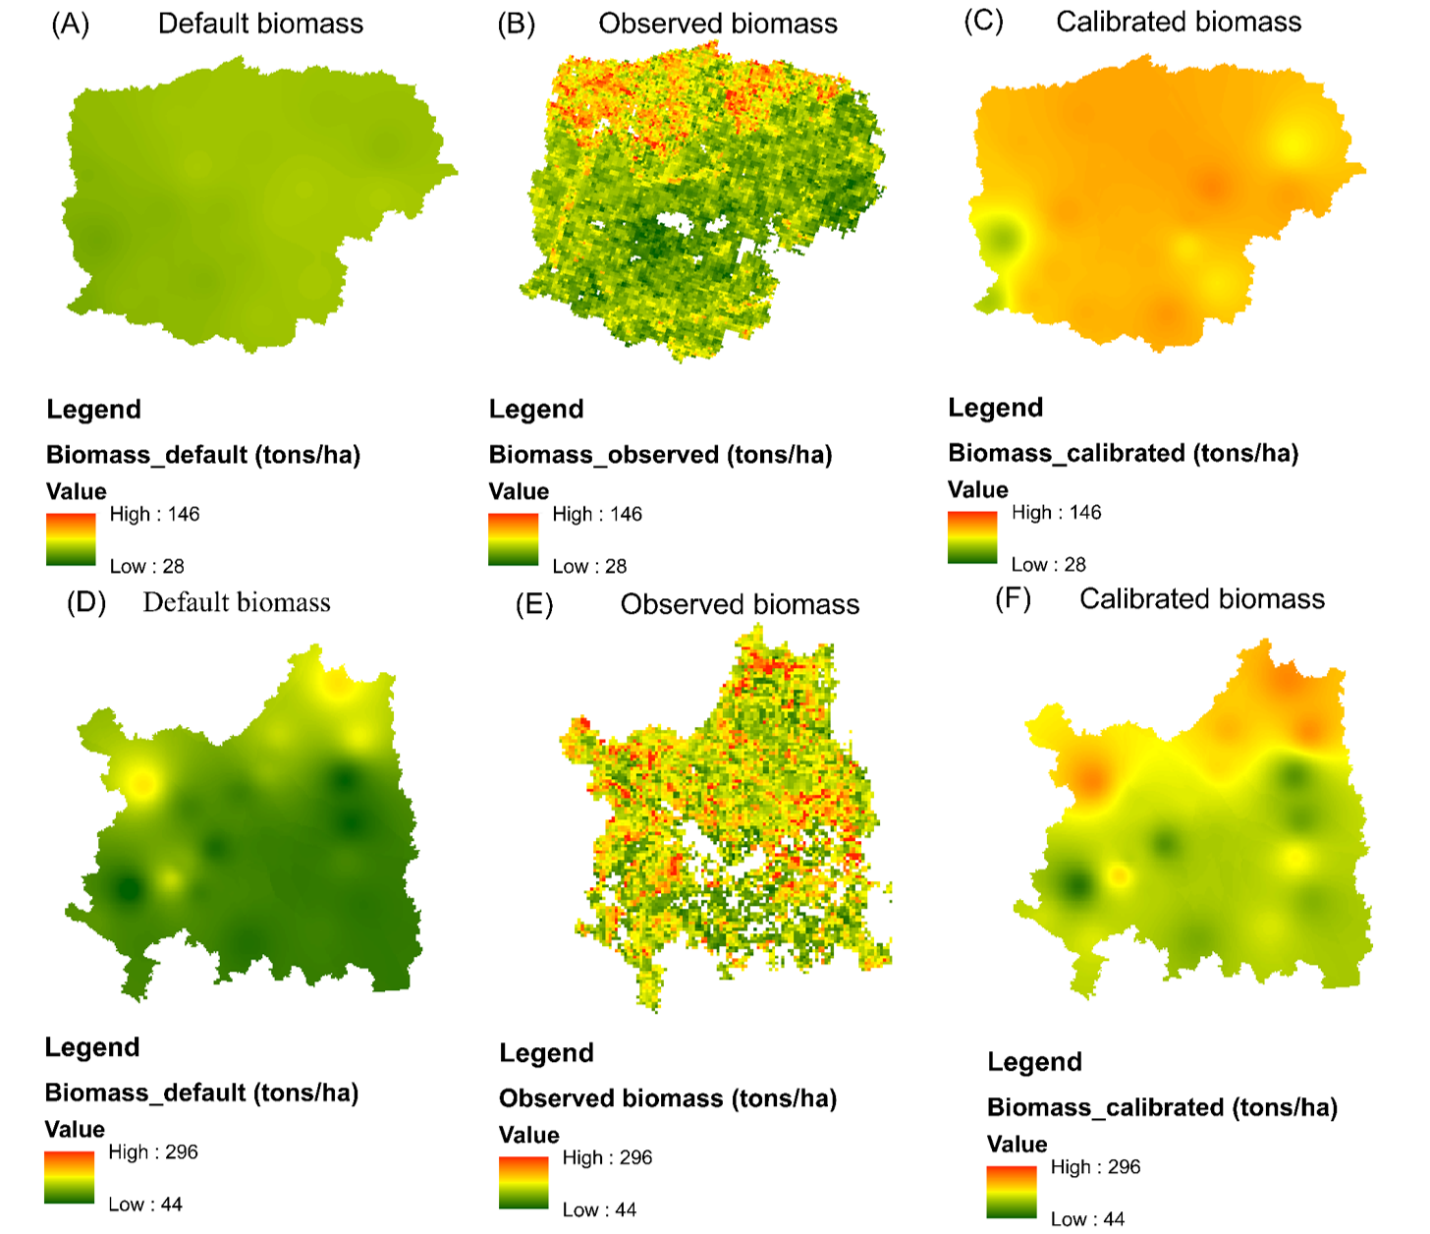 (A) Default biomass
(B) Observed biomass
(C) Calibrated biomass
Legend
Biomass_default (tons/ha)
Value
High : 146
Low : 28
Legend
Biomass_observed (tons/ha)
Value
High : 146
Low : 28
Legend
Biomass_calibrated (tons/ha)
Value
High : 146
Low : 28
(D) Default biomass
(E) Observed biomass
(F) Calibrated biomass
Legend
Biomass_default (tons/ha)
Value
High : 296
Low : 44
Legend
Observed biomass (tons/ha)
Value
High : 296
Low : 44
Legend
Biomass_calibrated (tons/ha)
Value
High : 296
Low : 44